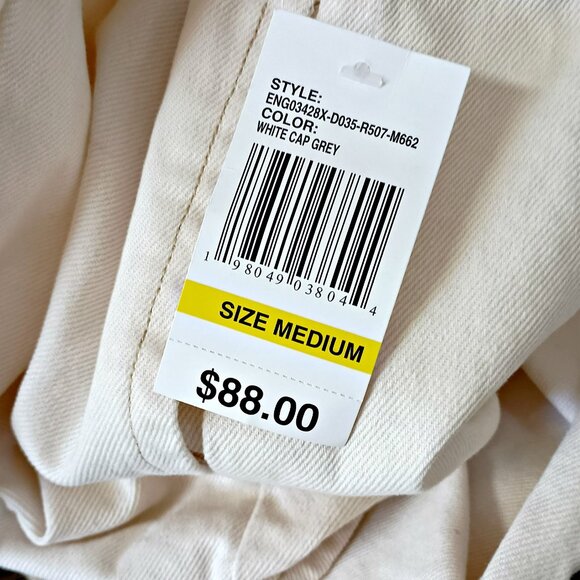 STYLE:
ENG03428X-D035-R507-M662
COLOR:
WHITE CAP GREY
1 98049 03804 4
SIZE MEDIUM
$88.00